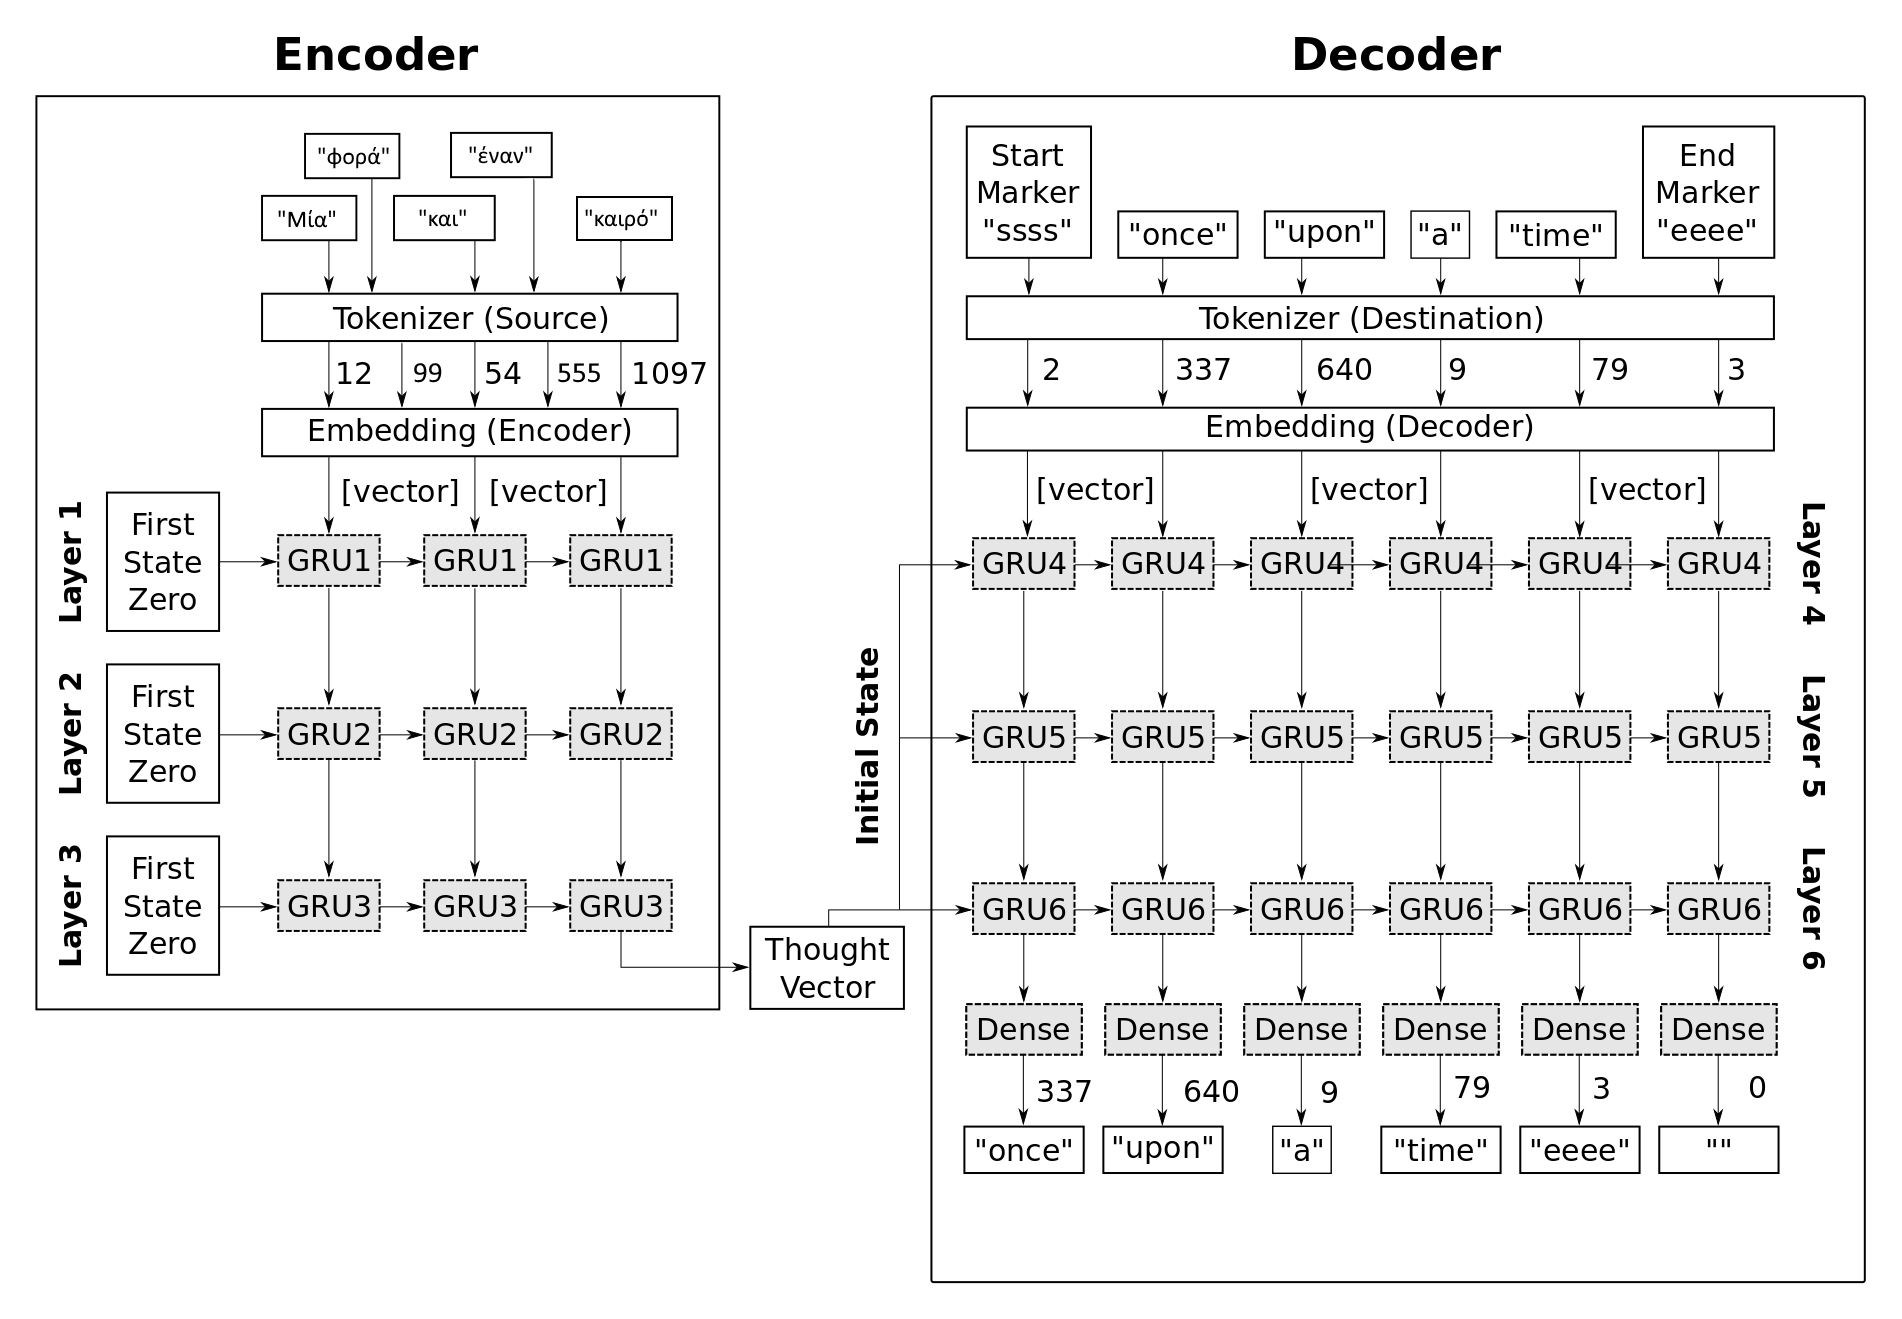 Encoder
"φορά"
"έναν"
"Μία"
"και"
"καιρό"
Tokenizer (Source)
12
99
54
555
1097
Embedding (Encoder)
[vector]
[vector]
Layer 1
First
State
Zero
GRU1
GRU1
GRU1
Layer 2
First
State
Zero
GRU2
GRU2
GRU2
Layer 3
First
State
Zero
GRU3
GRU3
GRU3
Thought
Vector
Initial State
Decoder
Start
Marker
"ssss"
"once"
"upon"
"a"
"time"
End
Marker
"eeee"
Tokenizer (Destination)
2
337
640
9
79
3
Embedding (Decoder)
[vector]
[vector]
[vector]
GRU4
GRU4
GRU4
GRU4
GRU4
GRU4
Layer 4
GRU5
GRU5
GRU5
GRU5
GRU5
GRU5
Layer 5
GRU6
GRU6
GRU6
GRU6
GRU6
GRU6
Layer 6
Dense
Dense
Dense
Dense
Dense
Dense
337
640
9
79
3
0
"once"
"upon"
"a"
"time"
"eeee"
""